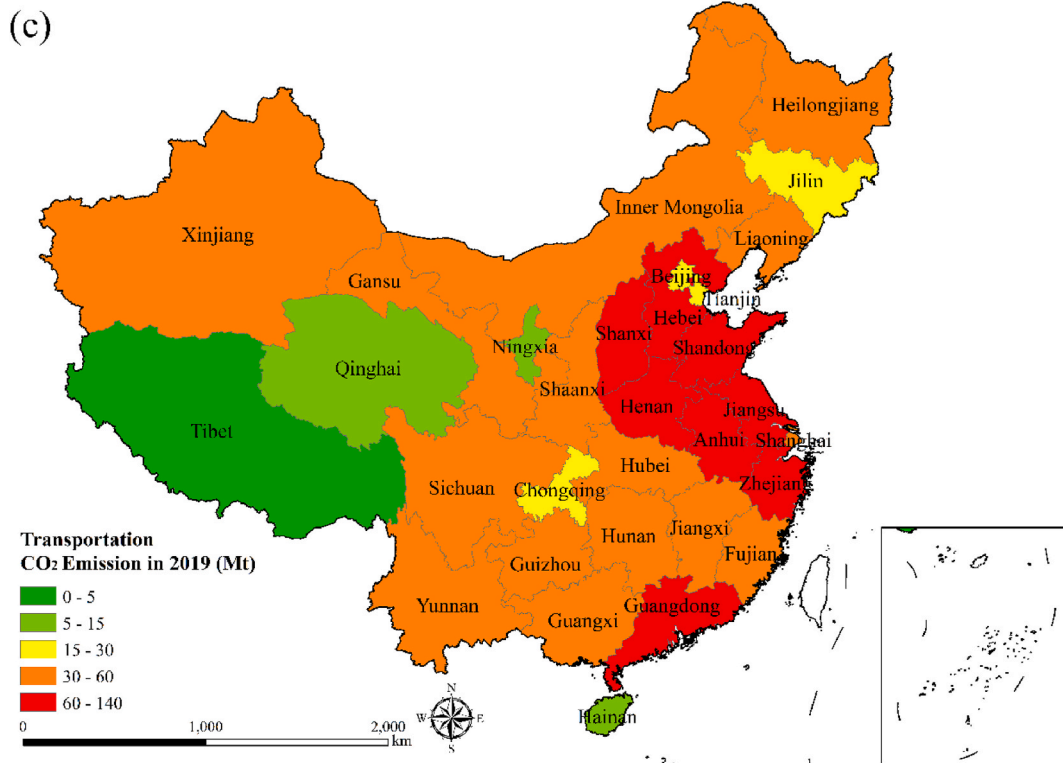 (c)
Heilongjiang
Jilin
Inner Mongolia
Xinjiang
Liaoning
Gansu
Beijing
Tianjin
Hebei
Shanxi
Ningxia
Shandong
Qinghai
Shaanxi
Henan
Jiangsu
Tibet
Anhui
Shanghai
Hubei
Sichuan
Chongqing
Zhejiang
Jiangxi
Hunan
Fujian
Guizhou
Yunnan
Guangdong
Guangxi
Hainan
Transportation
CO₂ Emission in 2019 (Mt)
0 - 5
5 - 15
15 - 30
30 - 60
60 - 140
0 1,000 2,000
km
N
W E
S